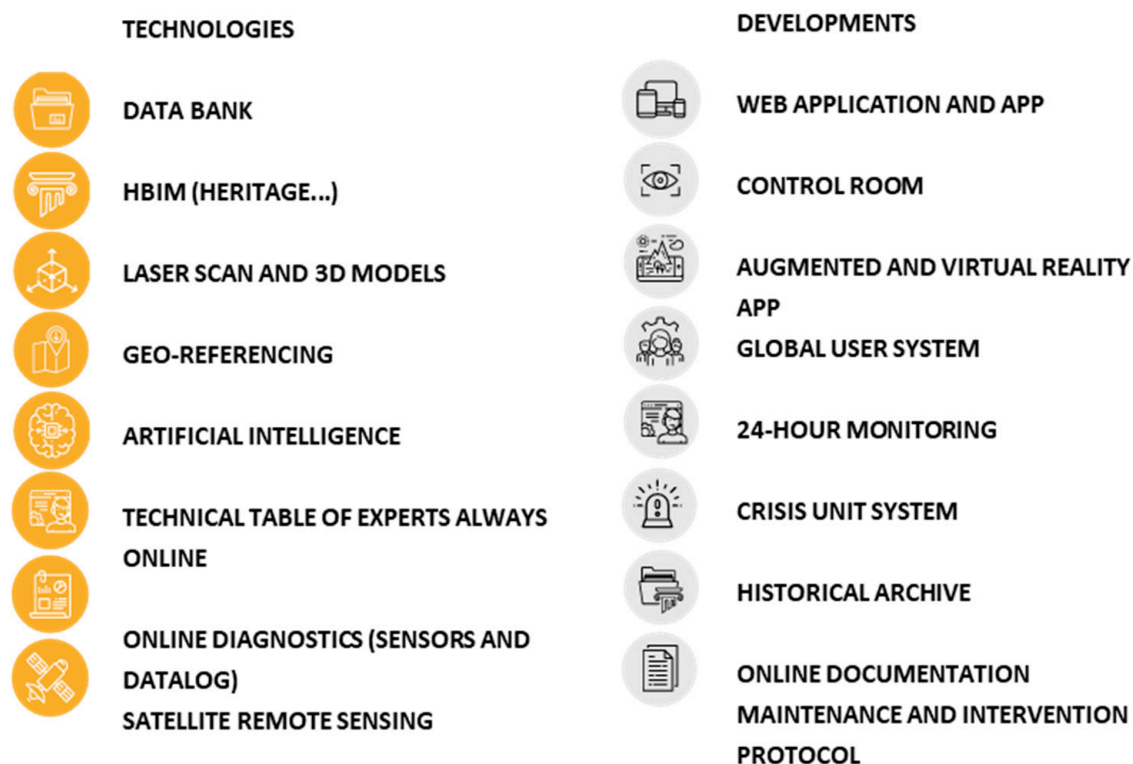 TECHNOLOGIES
DATA BANK
HBIM (HERITAGE...)
LASER SCAN AND 3D MODELS
GEO-REFERENCING
ARTIFICIAL INTELLIGENCE
TECHNICAL TABLE OF EXPERTS ALWAYS
ONLINE
ONLINE DIAGNOSTICS (SENSORS AND
DATALOG)
SATELLITE REMOTE SENSING
DEVELOPMENTS
WEB APPLICATION AND APP
CONTROL ROOM
AUGMENTED AND VIRTUAL REALITY
APP
GLOBAL USER SYSTEM
24-HOUR MONITORING
CRISIS UNIT SYSTEM
HISTORICAL ARCHIVE
ONLINE DOCUMENTATION
MAINTENANCE AND INTERVENTION
PROTOCOL